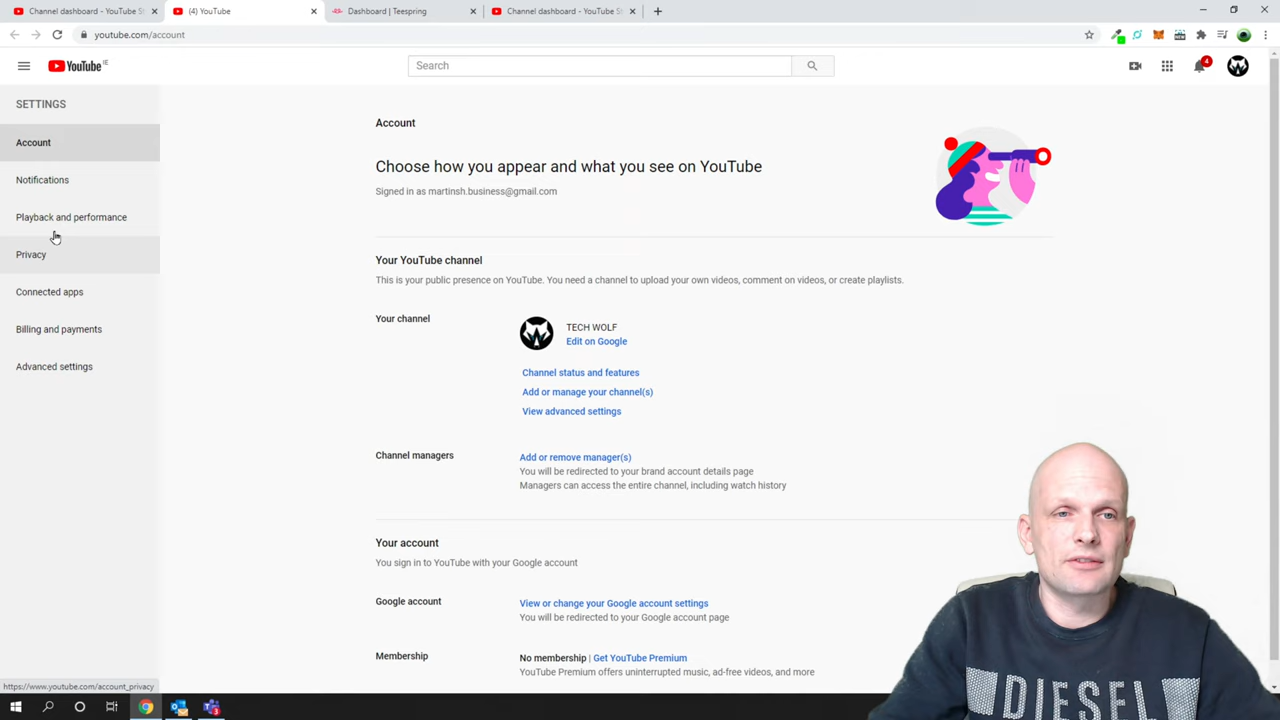 Channel dashboard - YouTube St
(4) YouTube
Dashboard | Teespring
Channel dashboard - YouTube St
youtube.com/account
YouTube IE
Search
4
SETTINGS
Account
Notifications
Playback and performance
Privacy
Connected apps
Billing and payments
Advanced settings
Account
Choose how you appear and what you see on YouTube
Signed in as martinsh.business@gmail.com
Your YouTube channel
This is your public presence on YouTube. You need a channel to upload your own videos, comment on videos, or create playlists.
Your channel
TECH WOLF
Edit on Google
Channel status and features
Add or manage your channel(s)
View advanced settings
Channel managers
Add or remove manager(s)
You will be redirected to your brand account details page
Managers can access the entire channel, including watch history
Your account
You sign in to YouTube with your Google account
Google account
View or change your Google account settings
You will be redirected to your Google account page
Membership
No membership | Get YouTube Premium
YouTube Premium offers uninterrupted music, ad-free videos, and more
https://www.youtube.com/account_privacy
DIESEL